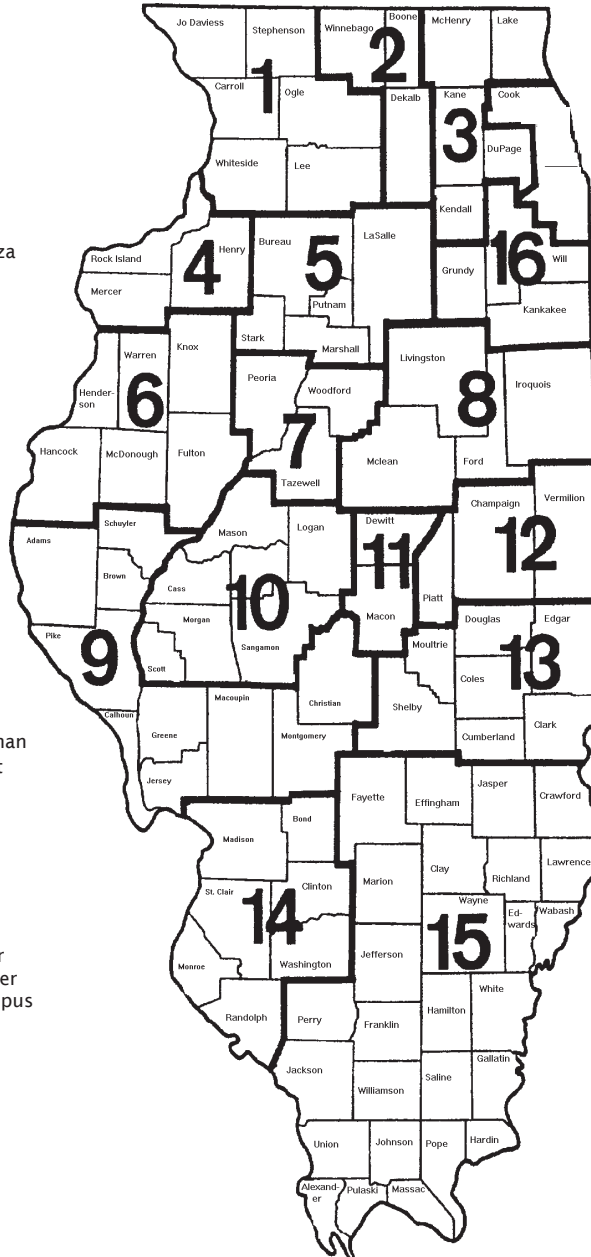 Jo Daviess
Stephenson
Winnebago
Boone
McHenry
Lake
2
Carroll
1
Ogle
Dekalb
Kane
Cook
3
DuPage
Whiteside
Lee
Kendall
za
Rock Island
Henry
4
Bureau
5
LaSalle
16
Will
Grundy
Mercer
Putnam
Kankakee
Stark
Marshall
Warren
Knox
Livingston
Peoria
Woodford
8
Iroquois
Hender-
son
6
7
Hancock
McDonough
Fulton
Mclean
Ford
Tazewell
Champaign
Vermilion
Mason
Logan
Dewitt
12
Adams
Schuyler
11
Brown
Cass
10
Piatt
Morgan
Macon
Douglas
Edgar
Pike
9
Sangamon
Moultrie
13
Scott
Coles
Macoupin
Christian
Shelby
Calhoun
Greene
Montgomery
Cumberland
Clark
nan
t
Jersey
Fayette
Effingham
Jasper
Crawford
Madison
Bond
Clay
Richland
Lawrence
Marion
St. Clair
Clinton
Wayne
14
15
Ed-
wards
Wabash
r
er
pus
Monroe
Washington
Jefferson
Randolph
Perry
Franklin
Hamilton
White
Jackson
Williamson
Saline
Gallatin
Union
Johnson
Pope
Hardin
Alexand-
er
Pulaski
Massac